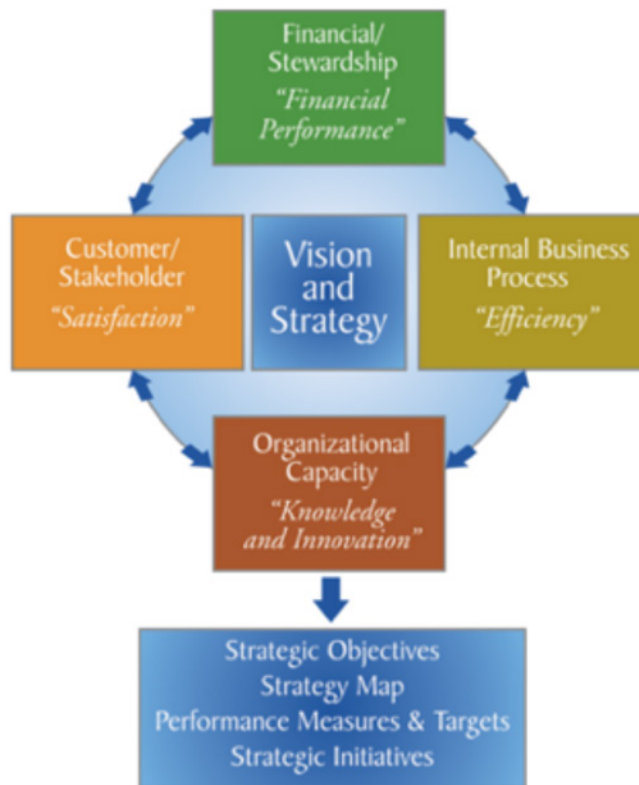 Financial/
Stewardship
“Financial
Performance”
Customer/
Stakeholder
“Satisfaction”
Vision
and
Strategy
Internal Business
Process
“Efficiency”
Organizational
Capacity
“Knowledge
and Innovation”
Strategic Objectives
Strategy Map
Performance Measures & Targets
Strategic Initiatives